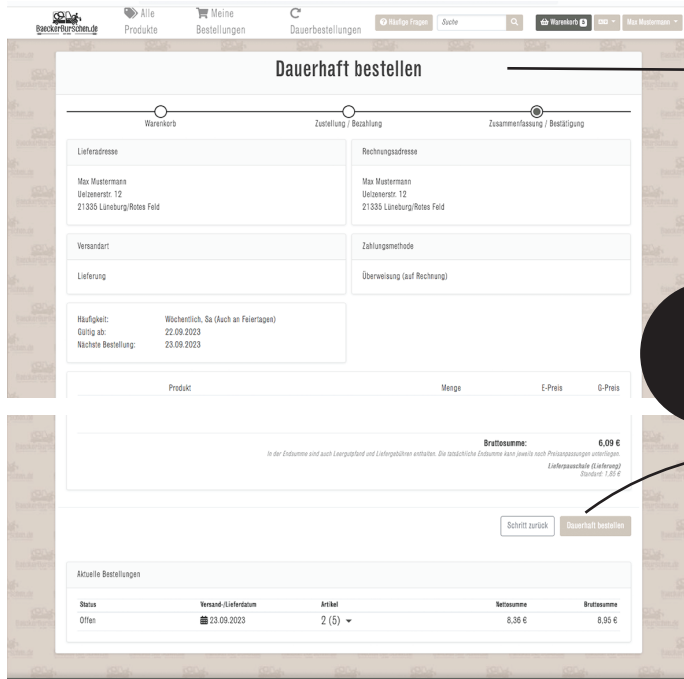 BaeckerBurschen.de
Alle Produkte
Meine Bestellungen
Dauerbestellungen
Häufige Fragen
Suche
Warenkorb 5
Max Mustermann
Dauerhaft bestellen
Warenkorb
Zustellung / Bezahlung
Zusammenfassung / Bestätigung
Lieferadresse
Max Mustermann
Uelzenerstr. 12
21335 Lüneburg/Rotes Feld
Rechnungsadresse
Max Mustermann
Uelzenerstr. 12
21335 Lüneburg/Rotes Feld
Versandart
Lieferung
Zahlungsmethode
Überweisung (auf Rechnung)
Häufigkeit: Wöchentlich, Sa (Auch an Feiertagen)
Gültig ab: 22.09.2023
Nächste Bestellung: 23.09.2023
Produkt Menge E-Preis G-Preis
Bruttosumme: 6,09 €
In der Endsumme sind auch Leergutpfand und Liefergebühren enthalten. Die tatsächliche Endsumme kann jeweils nach Preisanpassungen unterliegen.
Lieferpauschale (Lieferung)
Standard: 1,95 €
Schritt zurück
Dauerhaft bestellen
Aktuelle Bestellungen
Status Versand-/Lieferdatum Artikel Nettosumme Bruttosumme
Offen 23.09.2023 2 (5) 8,36 € 8,95 €